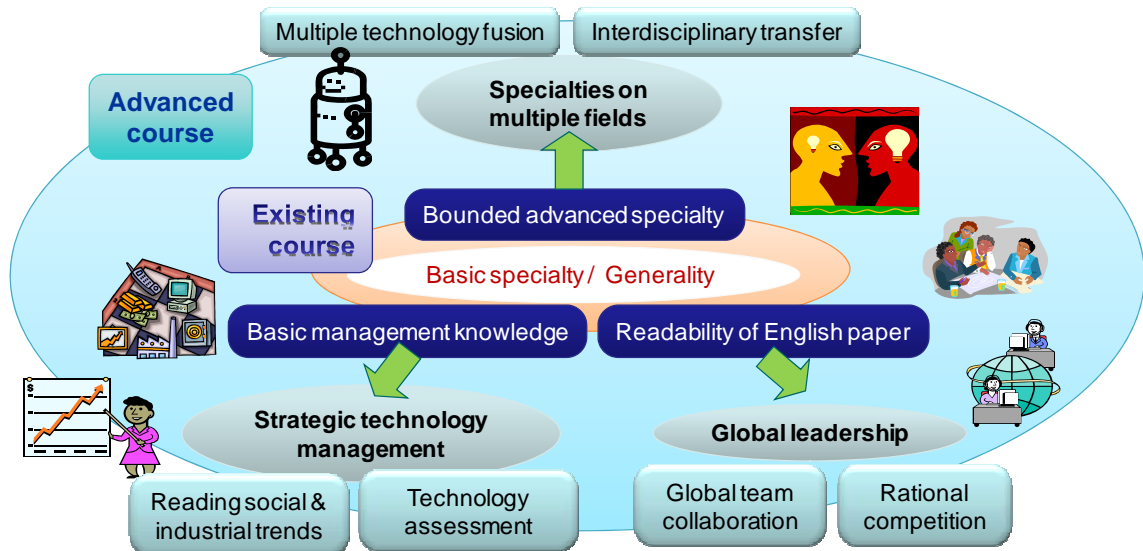 Multiple technology fusion
Interdisciplinary transfer
Advanced
course
Specialties on
multiple fields
Existing
course
Bounded advanced specialty
Basic specialty / Generality
Basic management knowledge
Readability of English paper
$
Strategic technology
management
Global leadership
Reading social &
industrial trends
Technology
assessment
Global team
collaboration
Rational
competition